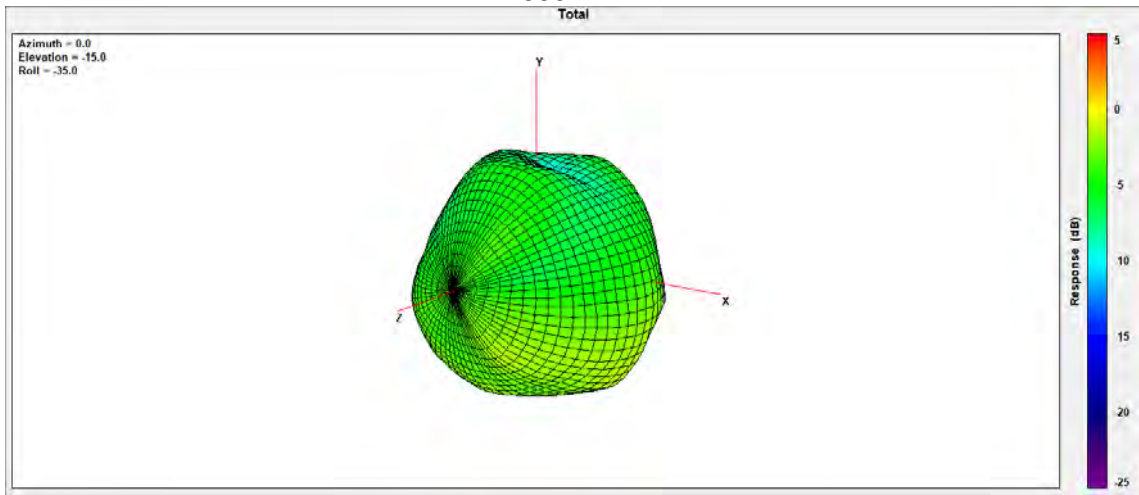 Total
Azimuth = 0.0
Elevation = -15.0
Roll = -35.0
Y
Z
X
Response (dB)
5
0
-5
10
15
-20
-25